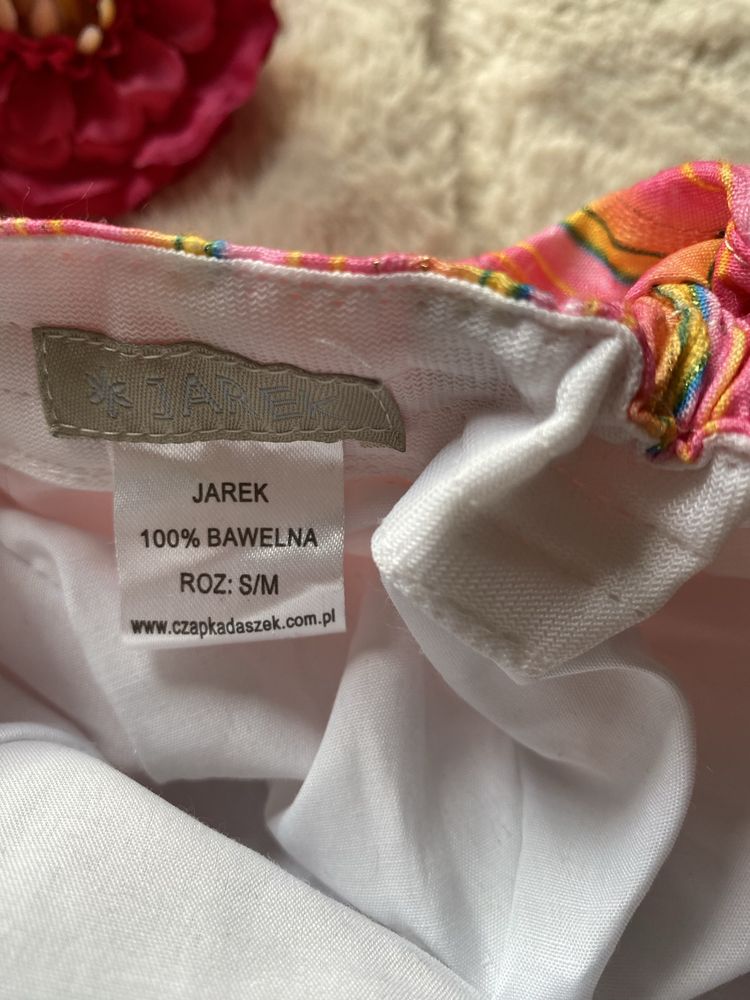 * JAREK
JAREK
100% BAWELNA
ROZ: S/M
www.czapkadaszek.com.pl